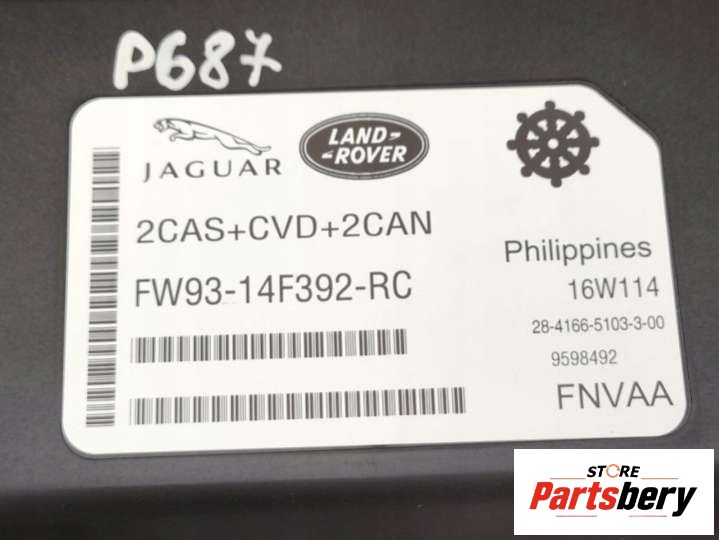 P687
JAGUAR
LAND-
-ROVER
2CAS+CVD+2CAN
FW93-14F392-RC
Philippines
16W114
28-4166-5103-3-00
9598492
FNVAA
STORE
Partsbery